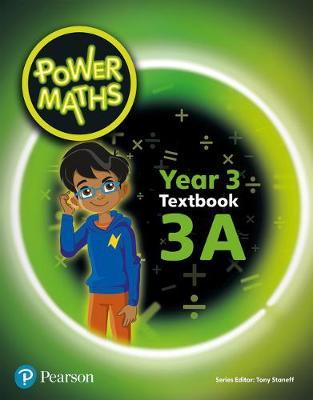 POWER
MATHS
Year 3
Textbook
3A
Pearson
Series Editor: Tony Staneff